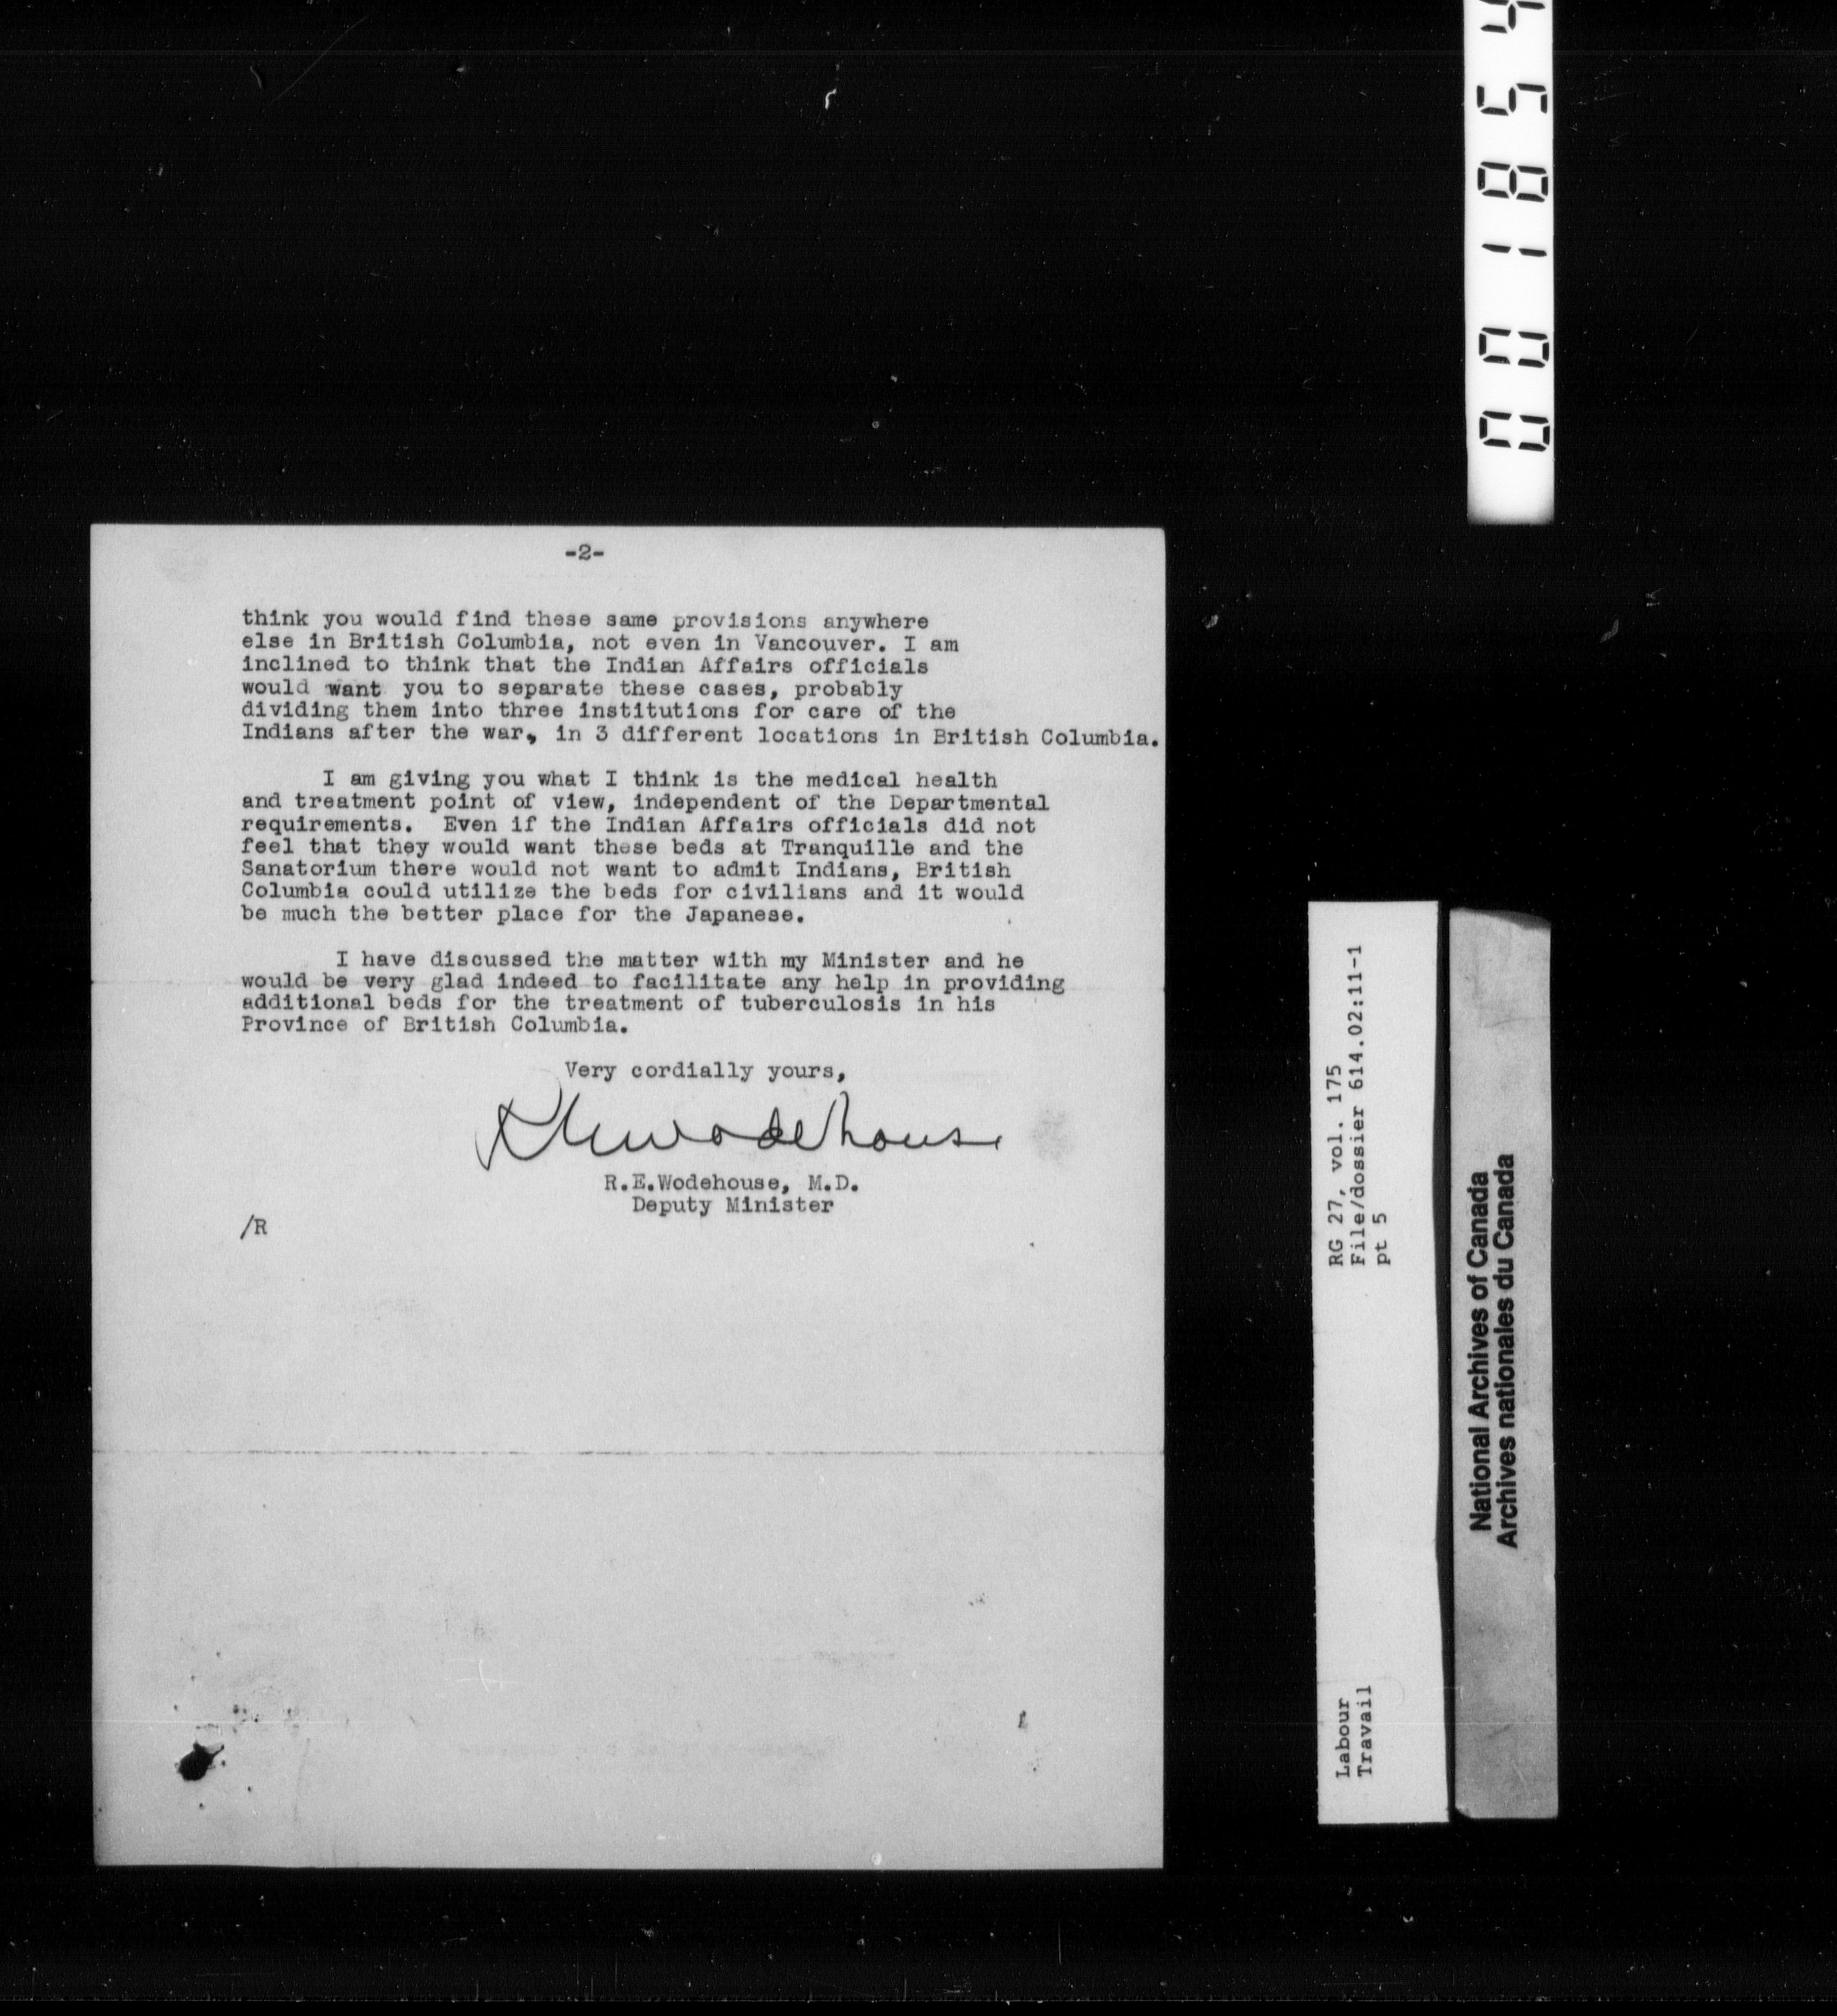 -2-
think you would find these same provisions anywhere
else in British Columbia, not even in Vancouver. I am
inclined to think that the Indian Affairs officials
would want you to separate these cases, probably
dividing them into three institutions for care of the
Indians after the war, in 3 different locations in British Columbia.
I am giving you what I think is the medical health
and treatment point of view, independent of the Departmental
requirements. Even if the Indian Affairs officials did not
feel that they would want these beds at Tranquille and the
Sanatorium there would not want to admit Indians, British
Columbia could utilize the beds for civilians and it would
be much the better place for the Japanese.
I have discussed the matter with my Minister and he
would be very glad indeed to facilitate any help in providing
additional beds for the treatment of tuberculosis in his
Province of British Columbia.
Very cordially yours,
REWodehouse
R.E.Wodehouse, M.D.
Deputy Minister
/R
RG 27, vol. 175
File/dossier 614.02:11-1
pt 5
Labour
Travail
National Archives of Canada
Archives nationales du Canada
001854